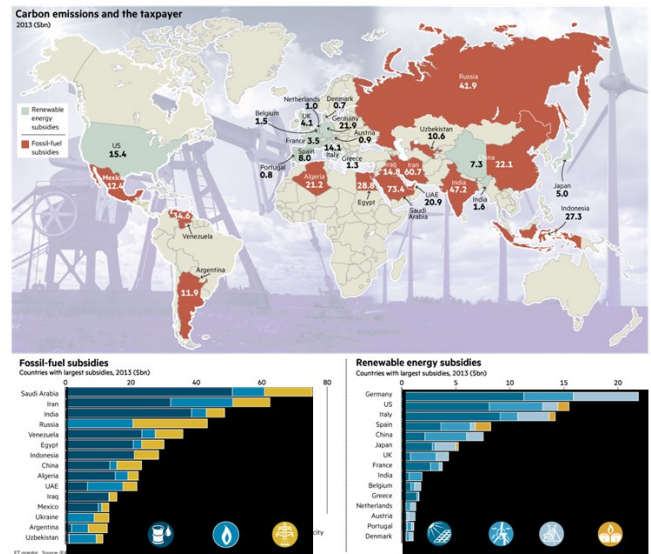 Carbon emissions and the taxpayer
2013 ($bn)
Renewable
energy
subsidies
Fossil-fuel
subsidies
US
15.4
Mexico
12.4
Venezuela
Argentina
11.9
Netherlands
1.0
Denmark
0.7
Belgium
1.5
UK
4.1
Germany
21.9
Austria
0.9
France 3.5
14.1
Italy
Spain
8.0
Greece
1.3
Portugal
0.8
Algeria
21.2
28.8
Egypt
14.8
Iran
60.7
73.4
Saudi
Arabia
UAE
20.9
Uzbekistan
10.6
Russia
41.9
India
47.2
India
1.6
7.3
22.1
Japan
5.0
Indonesia
27.3
Fossil-fuel subsidies
Countries with largest subsidies, 2013 ($bn)
0 20 40 60 80
Saudi Arabia
Iran
India
Russia
Venezuela
Egypt
Indonesia
China
Algeria
UAE
Iraq
Mexico
Ukraine
Argentina
Uzbekistan
Renewable energy subsidies
Countries with largest subsidies, 2013 ($bn)
0 5 10 15 20
Germany
US
Italy
Spain
China
Japan
UK
France
India
Belgium
Greece
Netherlands
Austria
Portugal
Denmark